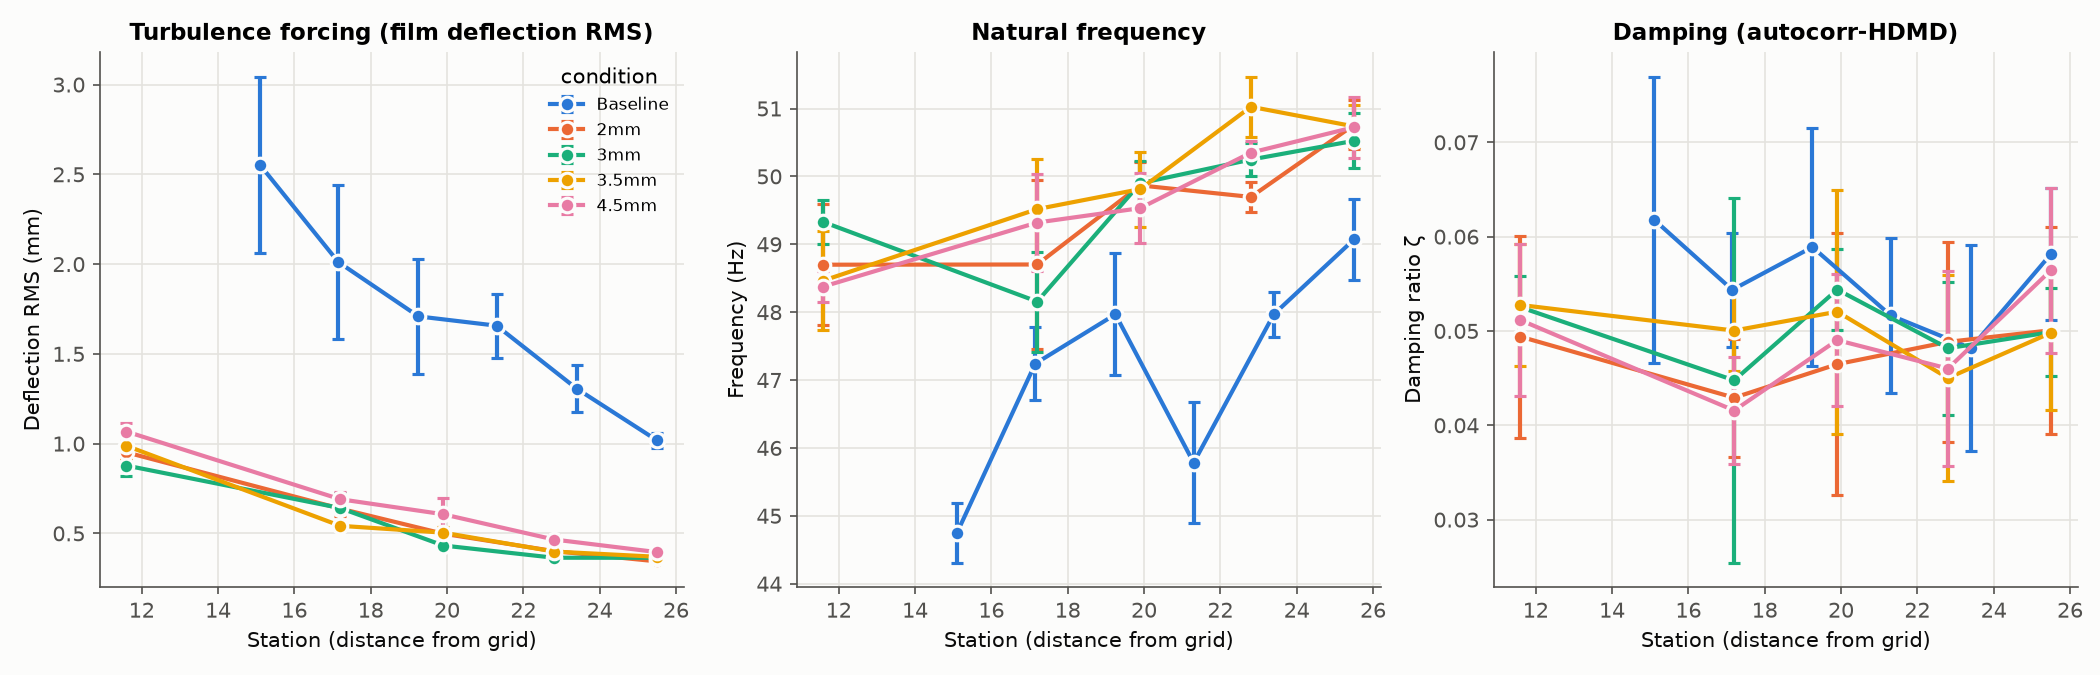 Turbulence forcing (film deflection RMS)
Deflection RMS (mm)
3.0
2.5
2.0
1.5
1.0
0.5
condition
Baseline
2mm
3mm
3.5mm
4.5mm
12 14 16 18 20 22 24 26
Station (distance from grid)
Natural frequency
Frequency (Hz)
51
50
49
48
47
46
45
44
12 14 16 18 20 22 24 26
Station (distance from grid)
Damping (autocorr-HDMD)
Damping ratio ζ
0.07
0.06
0.05
0.04
0.03
12 14 16 18 20 22 24 26
Station (distance from grid)